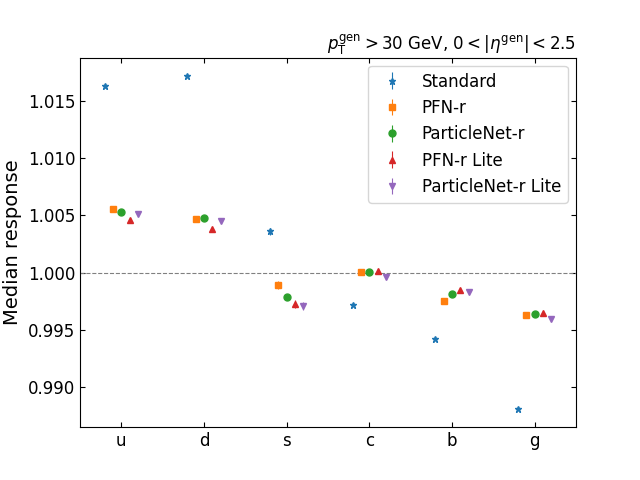 p_T^gen > 30 GeV, 0 < |η^gen| < 2.5
Median response
1.015
1.010
1.005
1.000
0.995
0.990
Standard
PFN-r
ParticleNet-r
PFN-r Lite
ParticleNet-r Lite
u d s c b g